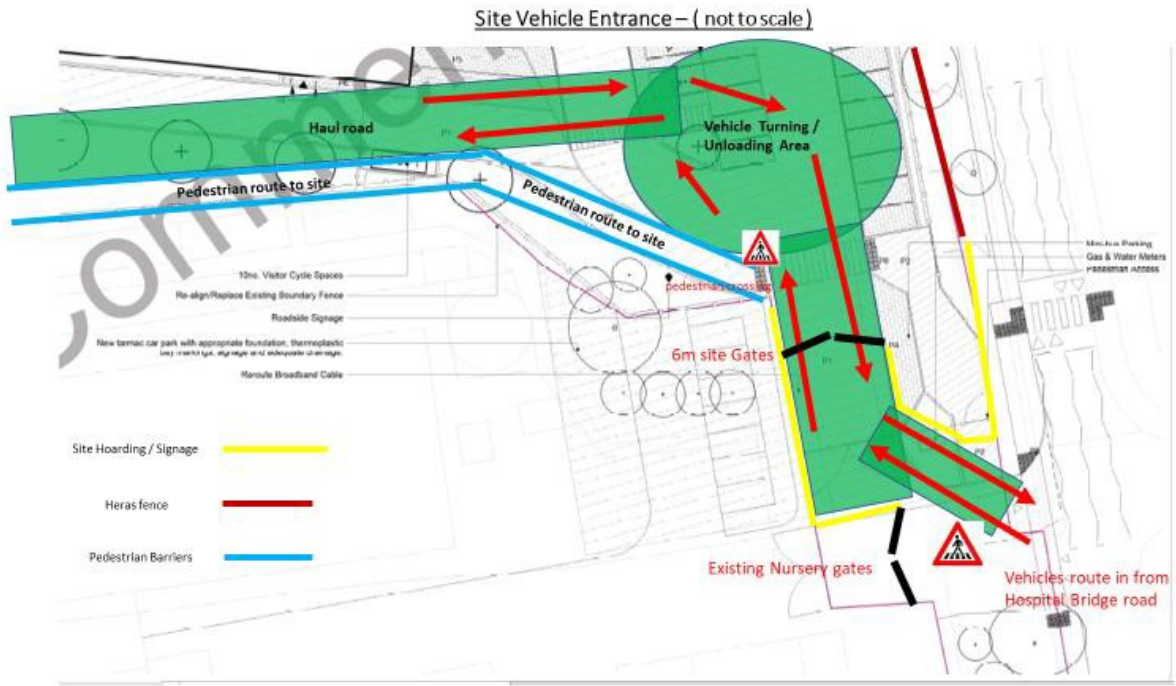 Site Vehicle Entrance – ( not to scale )
Haul road
Vehicle Turning /
Unloading Area
Pedestrian route to site
Pedestrian route to site
Mini-bus Parking
Gas & Water Meters
Pedestrian Access
10no. Visitor Cycle Spaces
pedestrian crossing
Re-align/Replace Existing Boundary Fence
Roadside Signage
New tarmac car park with appropriate foundation, thermoplastic
bay markings, signage and adequate drainage.
6m site Gates
Reroute Broadband Cable
Site Hoarding / Signage
Heras fence
Pedestrian Barriers
Existing Nursery gates
Vehicles route in from
Hospital Bridge road